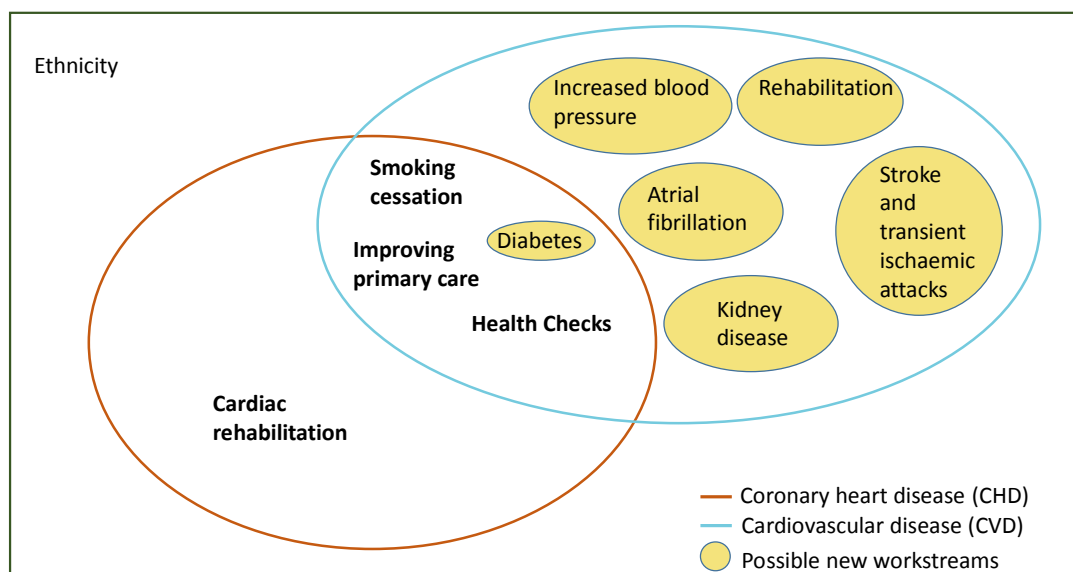 Ethnicity
Increased blood
pressure
Rehabilitation
Smoking
cessation
Atrial
fibrillation
Stroke
and
transient
ischaemic
attacks
Diabetes
Improving
primary care
Health Checks
Kidney
disease
Cardiac
rehabilitation
Coronary heart disease (CHD)
Cardiovascular disease (CVD)
Possible new workstreams